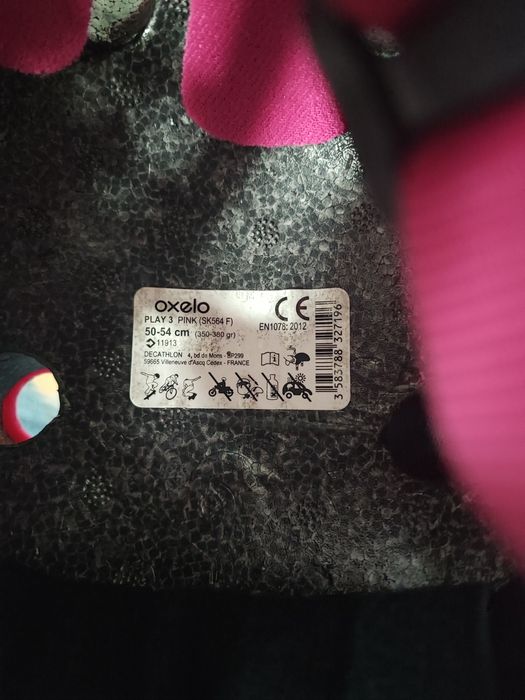 oxelo
CE
PLAY 3 PINK (SK564 F)
EN1078: 2012
50-54 cm (350-380 gr)
11913
DECATHLON 4, bd de Mons - BP299
59665 Villeneuve d'Ascq Cedex - FRANCE
3 583788 327196